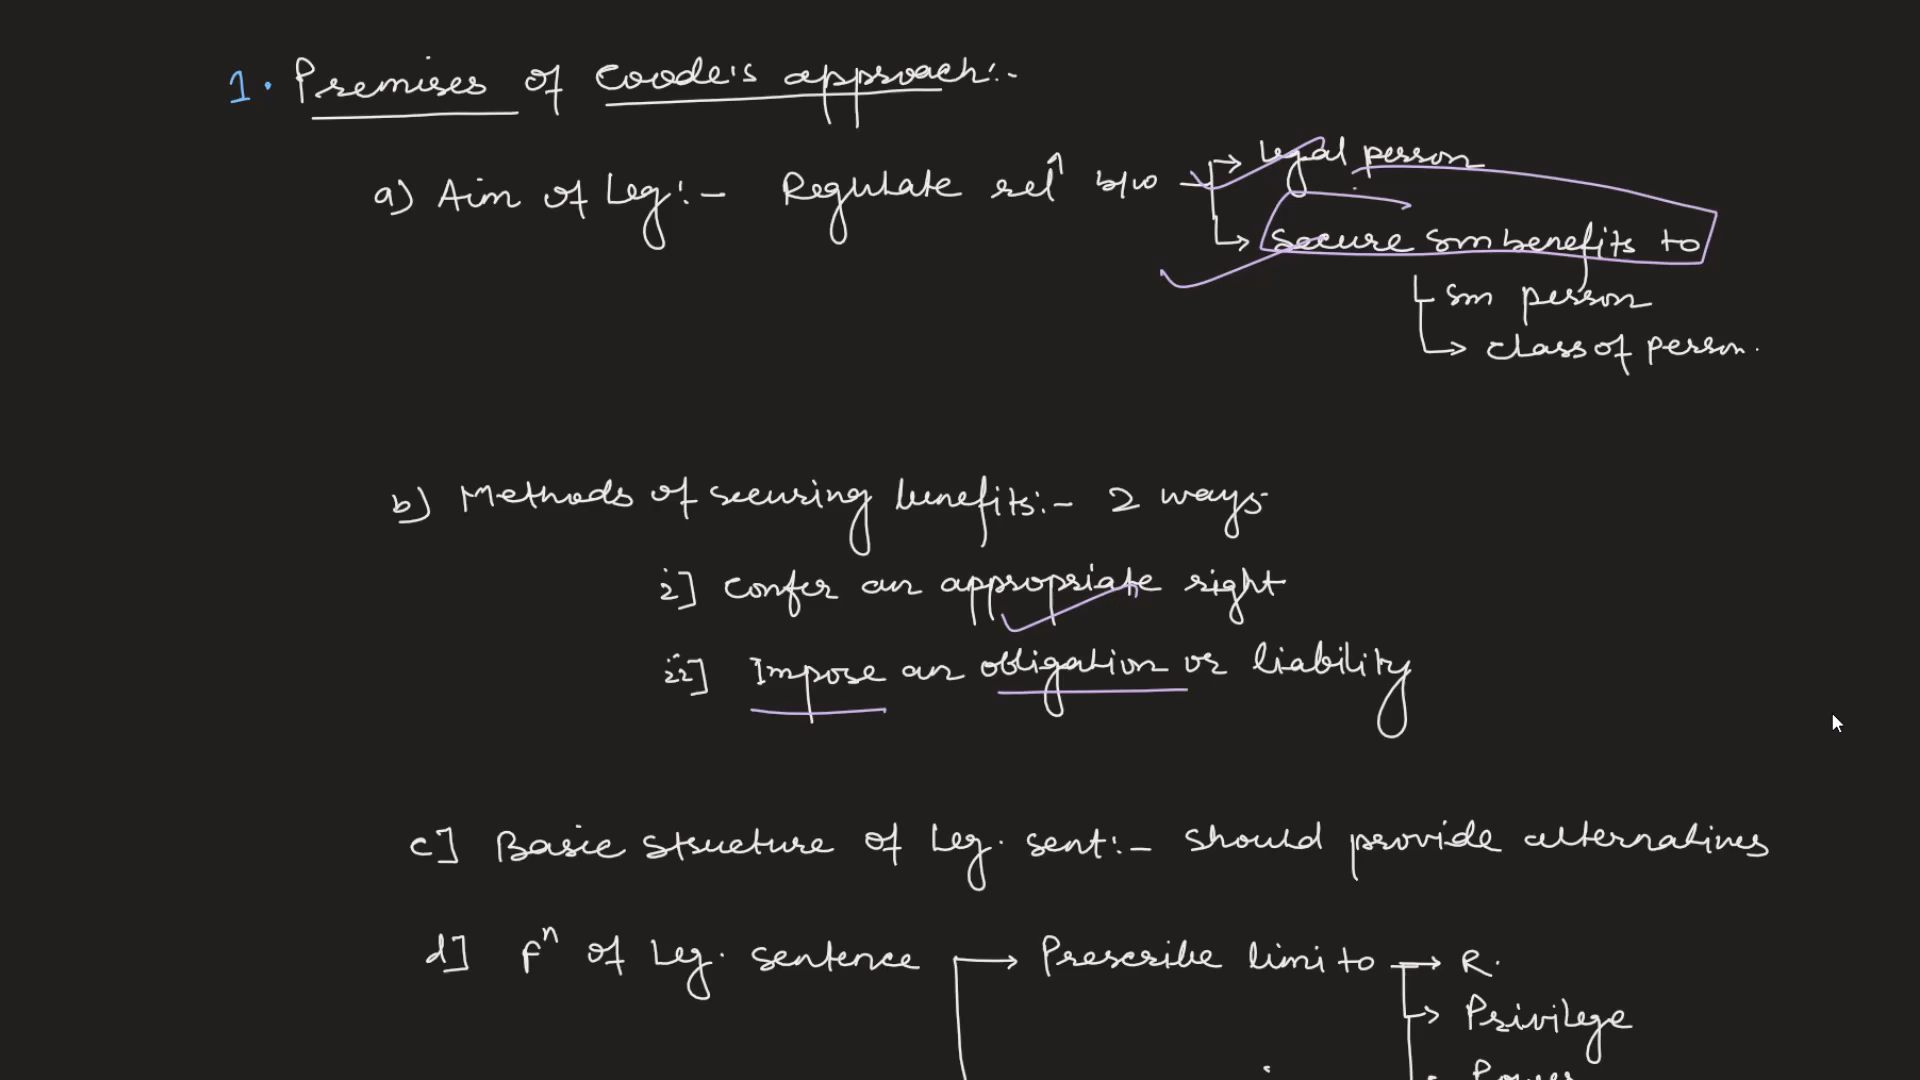 1. Premises of Coode's approach:-
a) Aim of Leg:- Regulate relⁿ b/w → Legal person
→ Secure sm benefits to
sm person
→ class of person.
b) Methods of securing benefits:- 2 ways
i] Confer an appropriate right
ii] Impose an obligation or liability
c] Basic structure of Leg. sent:- should provide alternatives
d] Fⁿ of Leg. sentence → Prescribe limi to → R.
→ Privilege
Power